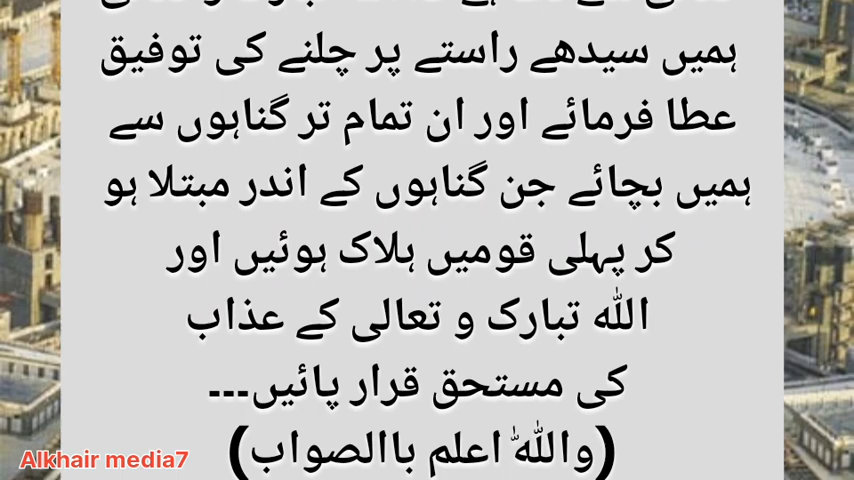 ہمیں سیدھے راستے پر چلنے کی توفیق
عطا فرمائے اور ان تمام تر گناہوں سے
ہمیں بچائے جن گناہوں کے اندر مبتلا ہو
کر پہلی قومیں ہلاک ہوئیں اور
اللہ تبارک و تعالی کے عذاب
کی مستحق قرار پائیں...
(واللہ اعلم باالصواب)
Alkhair media7